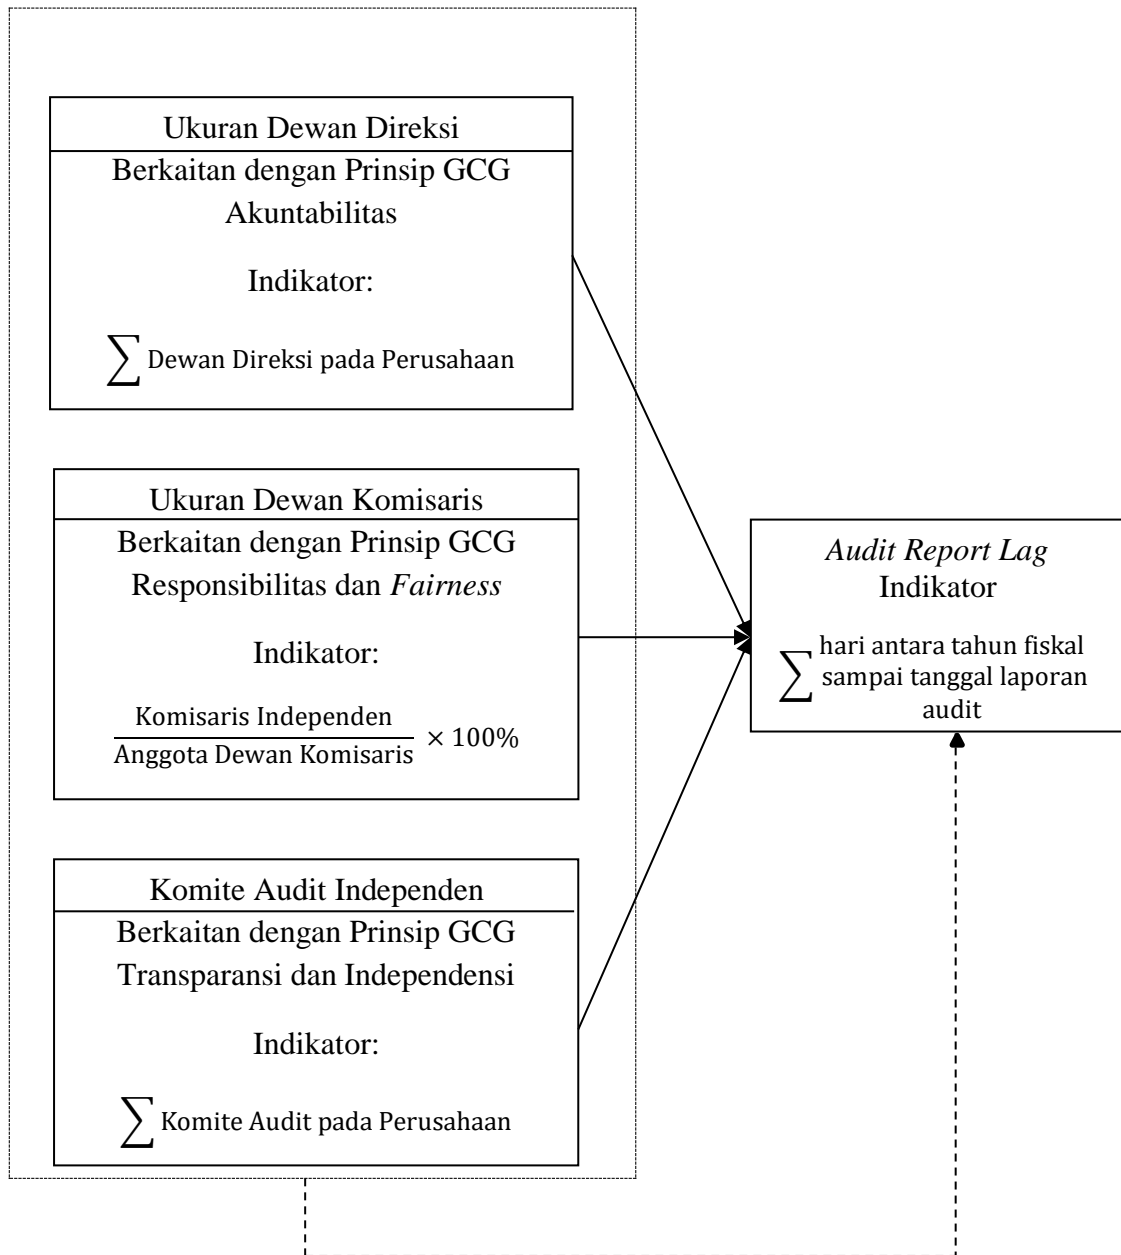 Ukuran Dewan Direksi
Berkaitan dengan Prinsip GCG
Akuntabilitas
Indikator:
∑ Dewan Direksi pada Perusahaan
Ukuran Dewan Komisaris
Berkaitan dengan Prinsip GCG
Responsibilitas dan Fairness
Indikator:
Komisaris Independen
Anggota Dewan Komisaris × 100%
Komite Audit Independen
Berkaitan dengan Prinsip GCG
Transparansi dan Independensi
Indikator:
∑ Komite Audit pada Perusahaan
Audit Report Lag
Indikator
∑ hari antara tahun fiskal
sampai tanggal laporan
audit